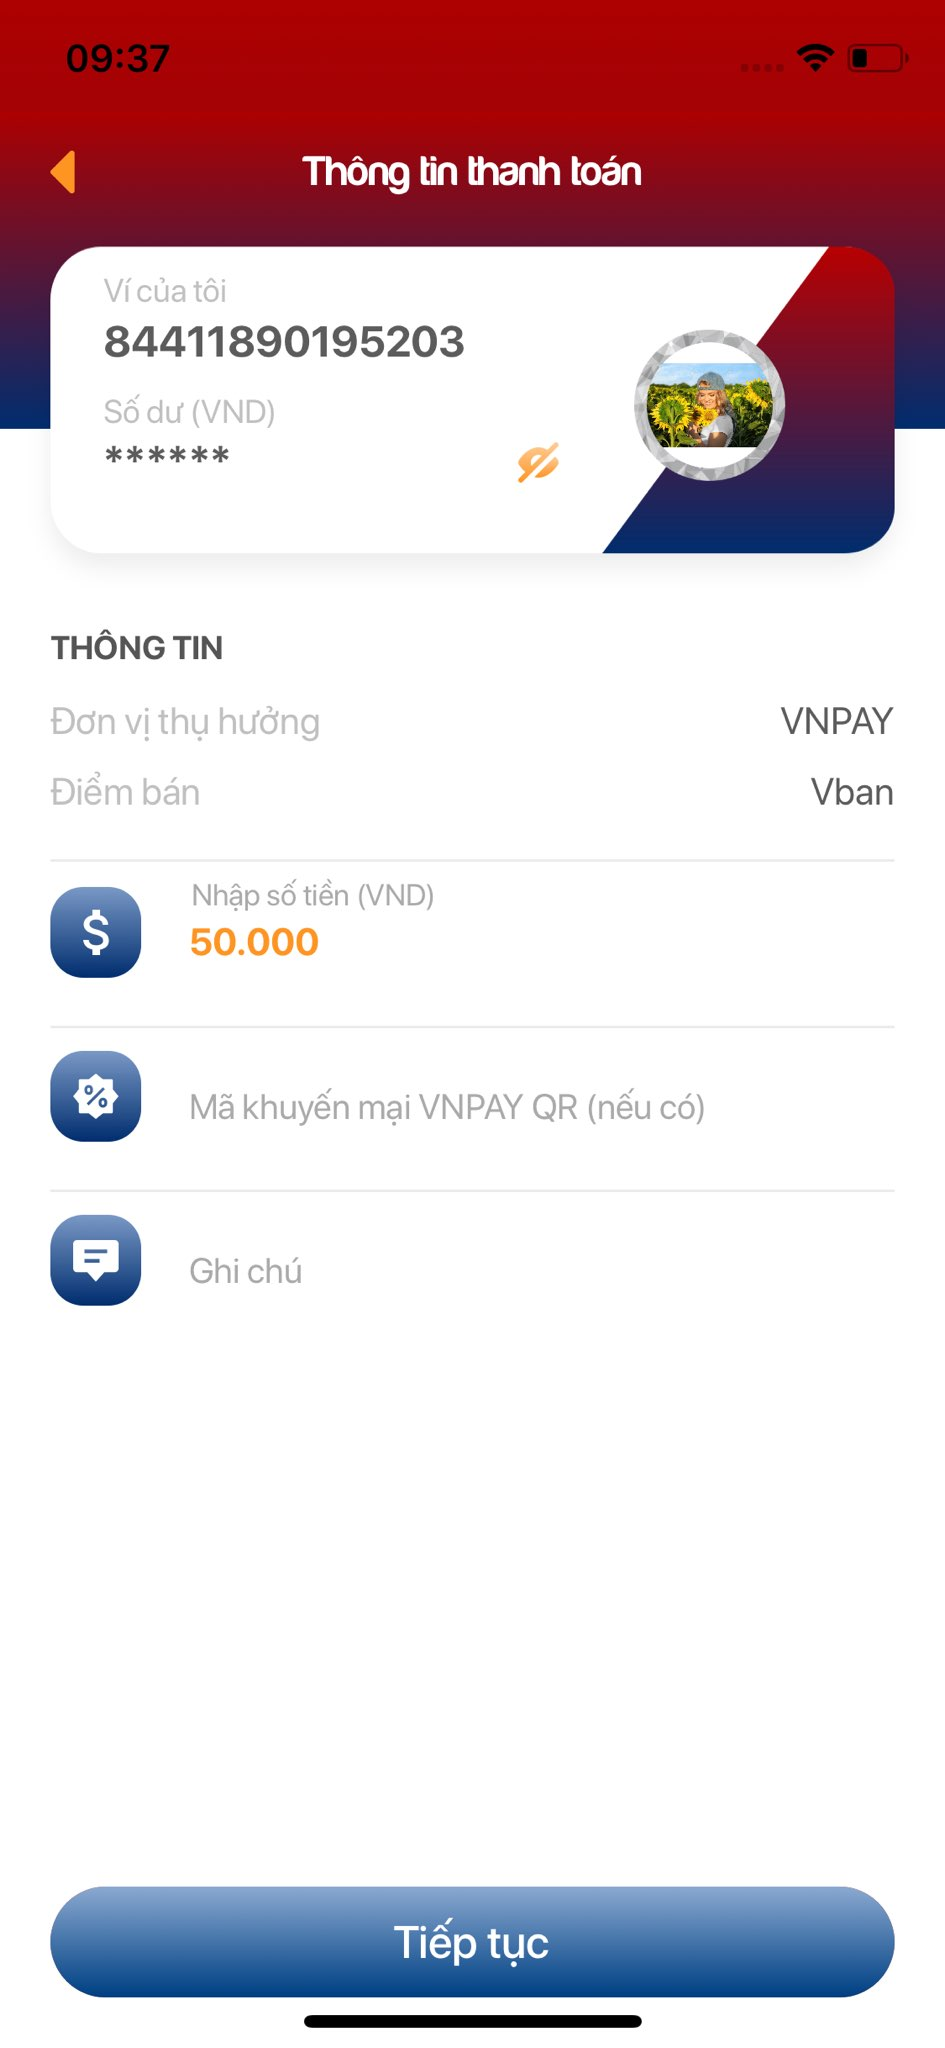 09:37
Thông tin thanh toán
Ví của tôi
84411890195203
Số dư (VND)
******
THÔNG TIN
Đơn vị thụ hưởng VNPAY
Điểm bán Vban
Nhập số tiền (VND)
$ 50.000
% Mã khuyến mại VNPAY QR (nếu có)
Ghi chú
Tiếp tục